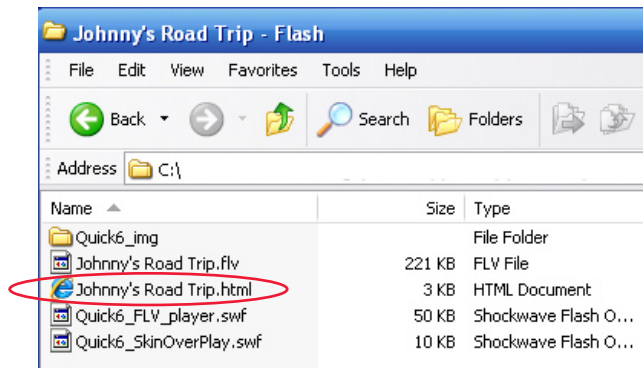 Johnny's Road Trip - Flash
File Edit View Favorites Tools Help
Back Search Folders
Address C:\
Name Size Type
Quick6_img File Folder
Johnny's Road Trip.flv 221 KB FLV File
Johnny's Road Trip.html 3 KB HTML Document
Quick6_FLV_player.swf 50 KB Shockwave Flash O...
Quick6_SkinOverPlay.swf 10 KB Shockwave Flash O...